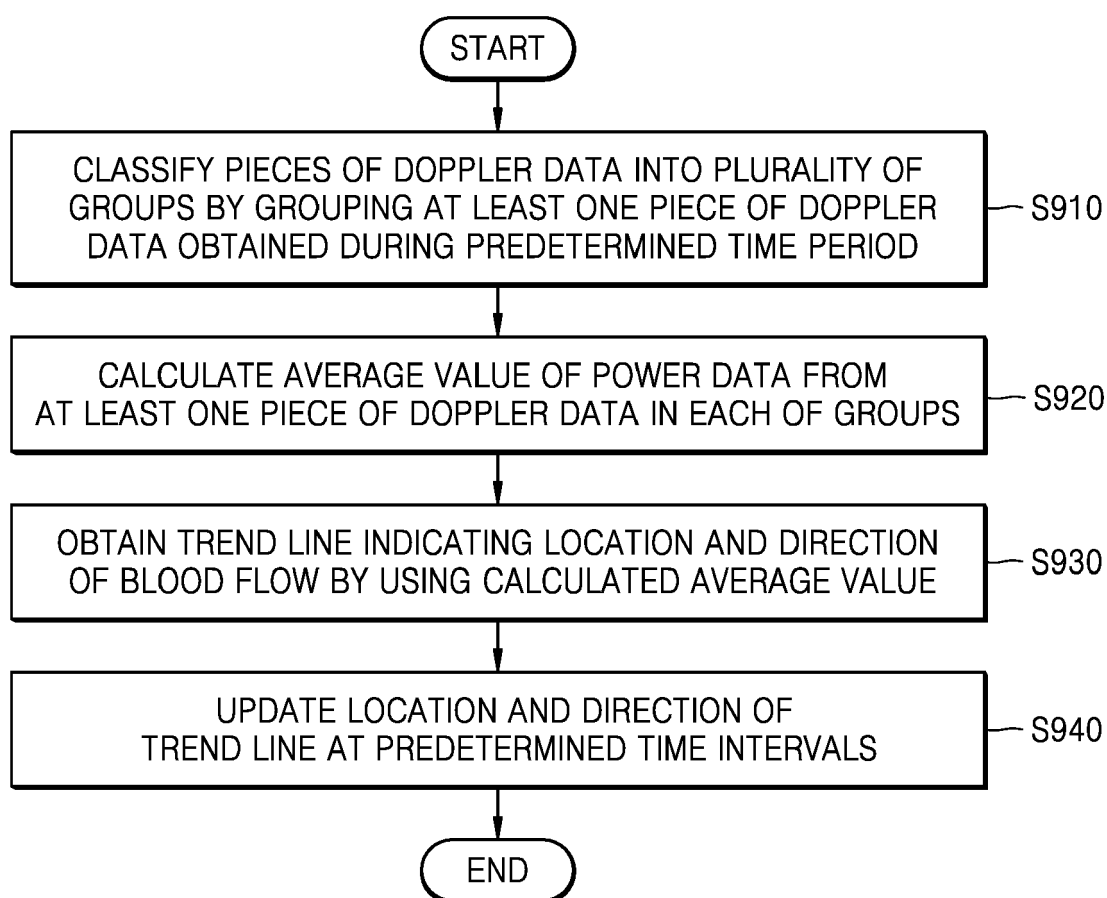 START
CLASSIFY PIECES OF DOPPLER DATA INTO PLURALITY OF
GROUPS BY GROUPING AT LEAST ONE PIECE OF DOPPLER
DATA OBTAINED DURING PREDETERMINED TIME PERIOD
S910
CALCULATE AVERAGE VALUE OF POWER DATA FROM
AT LEAST ONE PIECE OF DOPPLER DATA IN EACH OF GROUPS
S920
OBTAIN TREND LINE INDICATING LOCATION AND DIRECTION
OF BLOOD FLOW BY USING CALCULATED AVERAGE VALUE
S930
UPDATE LOCATION AND DIRECTION OF
TREND LINE AT PREDETERMINED TIME INTERVALS
S940
END